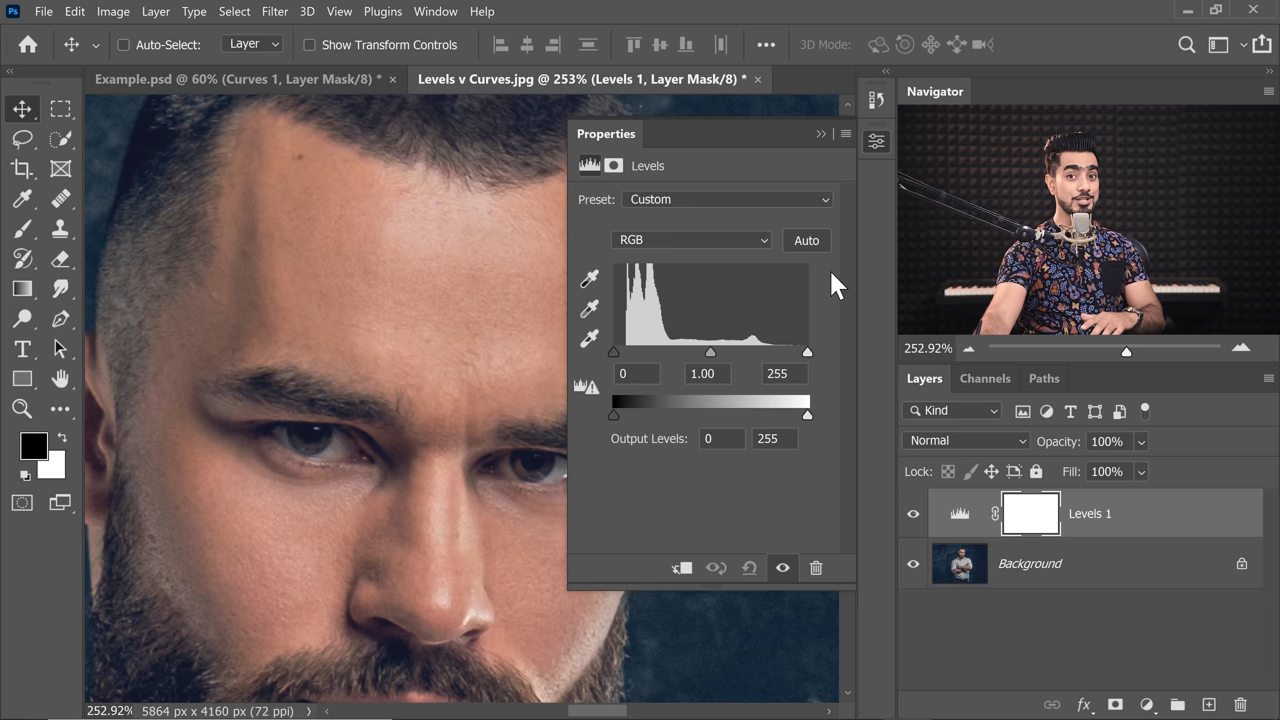 Ps File Edit Image Layer Type Select Filter 3D View Plugins Window Help
Auto-Select: Layer Show Transform Controls 3D Mode:
Example.psd @ 60% (Curves 1, Layer Mask/8) *
Levels v Curves.jpg @ 253% (Levels 1, Layer Mask/8) *
Properties
Levels
Preset: Custom
RGB Auto
0 1.00 255
Output Levels: 0 255
Navigator
252.92%
Layers Channels Paths
Kind
Normal Opacity: 100%
Lock: Fill: 100%
Levels 1
Background
fx
252.92% 5864 px x 4160 px (72 ppi)